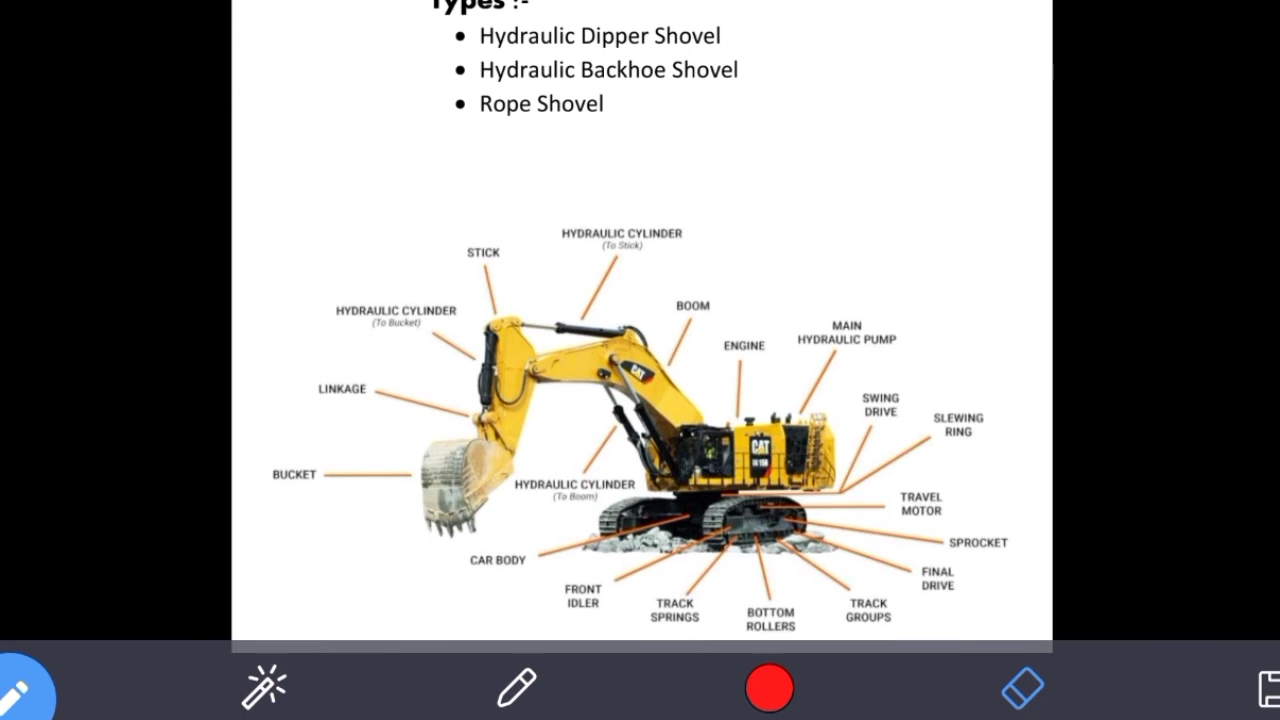 Types :-
• Hydraulic Dipper Shovel
• Hydraulic Backhoe Shovel
• Rope Shovel
HYDRAULIC CYLINDER
(To Stick)
STICK
HYDRAULIC CYLINDER
(To Bucket)
BOOM
MAIN
HYDRAULIC PUMP
ENGINE
LINKAGE
SWING
DRIVE
SLEWING
RING
CAT
CAT
BUCKET
HYDRAULIC CYLINDER
(To Boom)
TRAVEL
MOTOR
SPROCKET
CAR BODY
FINAL
DRIVE
FRONT
IDLER
TRACK
SPRINGS
BOTTOM
ROLLERS
TRACK
GROUPS